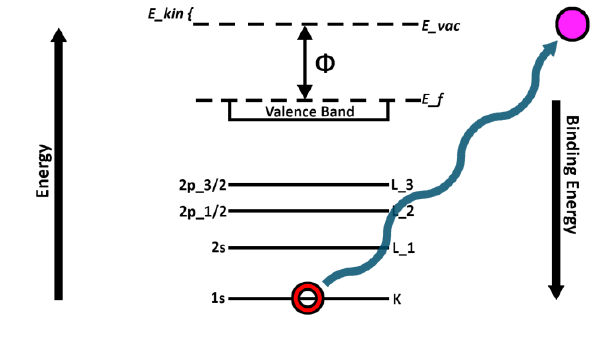 E_kin {
E_vac
Φ
E_f
Valence Band
Energy
Binding Energy
2p_3/2 L_3
2p_1/2 L_2
2s L_1
1s K